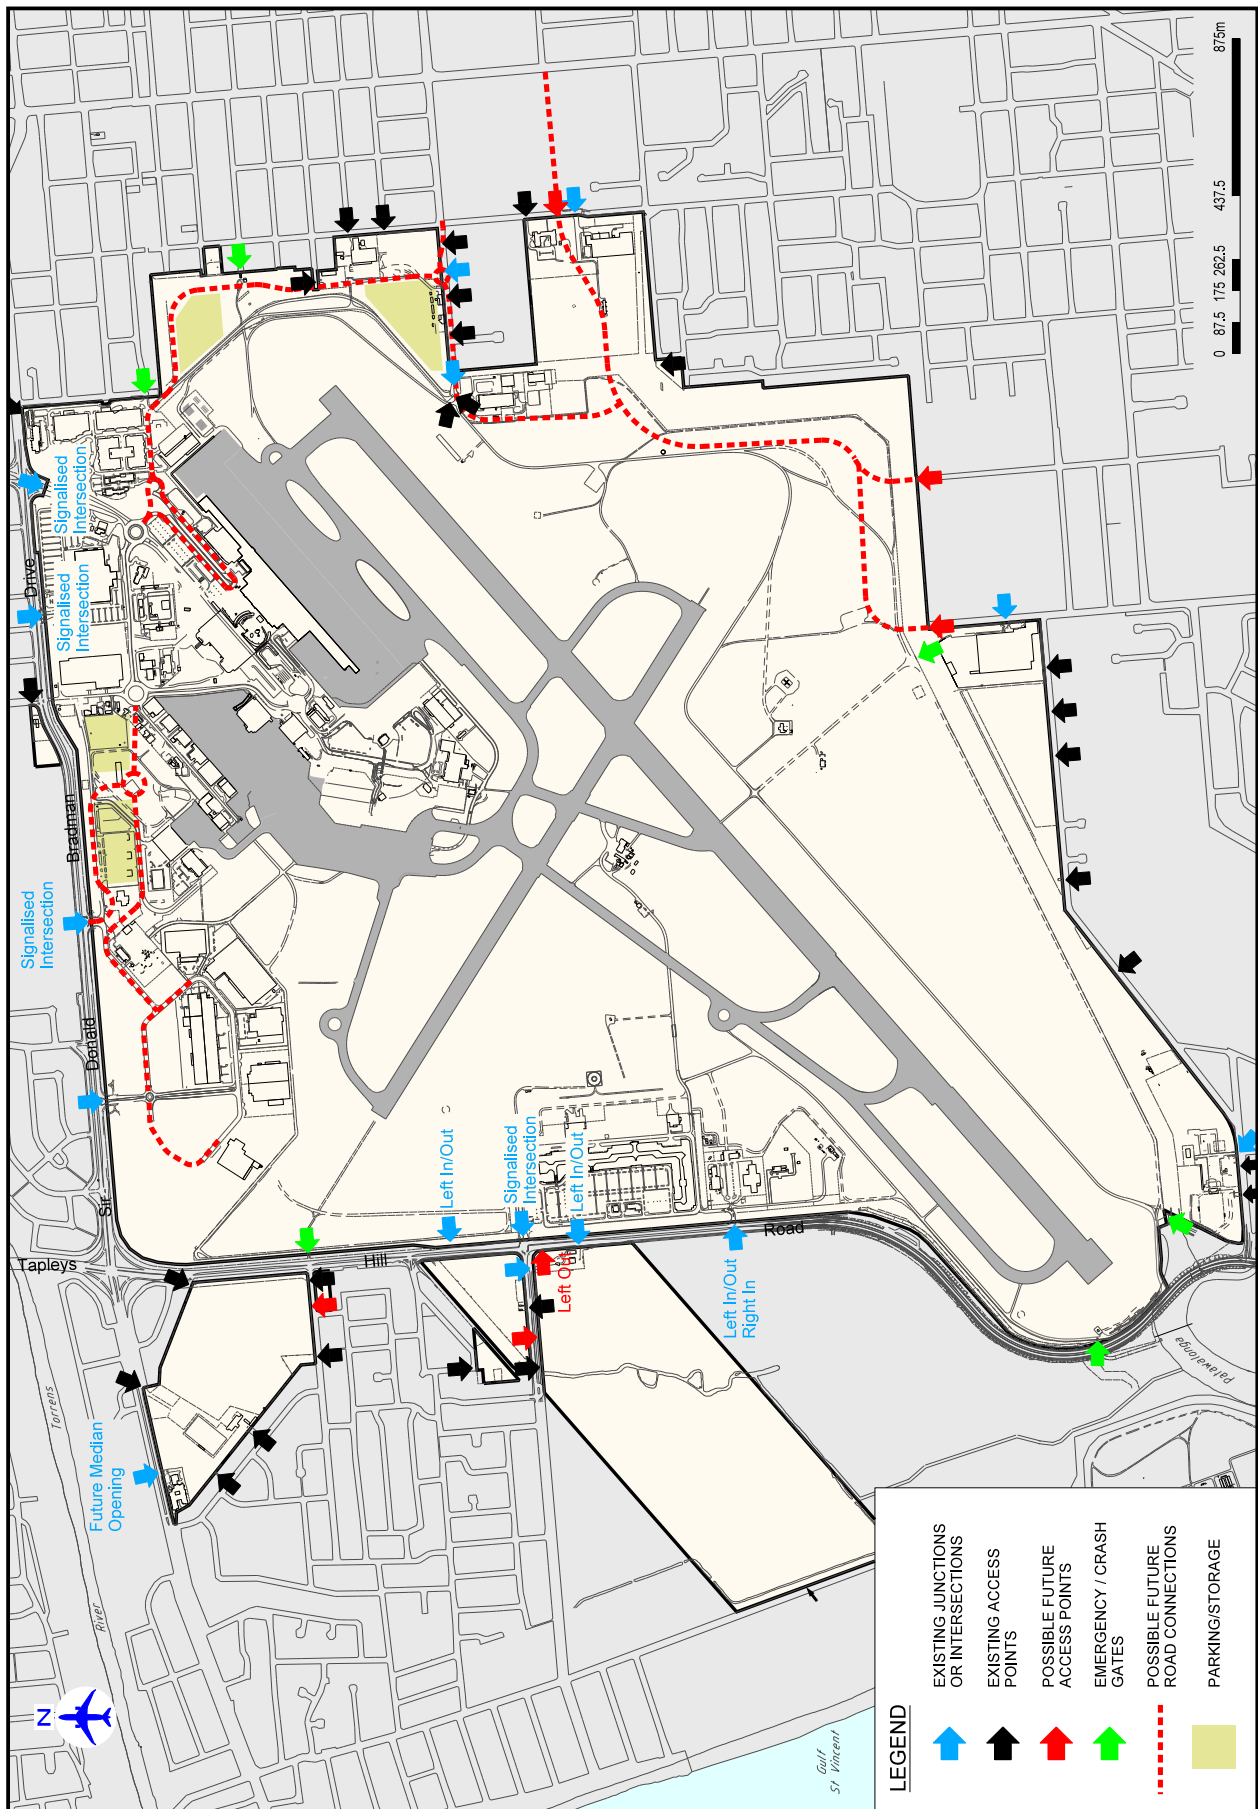 Signalised
Intersection
Signalised
Intersection
Signalised
Intersection
Sir
Donald
Bradman
Drive
Tapleys
Hill
Road
Left In/Out
Signalised
Intersection
Left In/Out
Left Out
Left In/Out
Right In
Future Median
Opening
River
Torrens
Patawalonga
Gulf
St Vincent
N
0 87.5 175 262.5 437.5 875m
LEGEND
EXISTING JUNCTIONS
OR INTERSECTIONS
EXISTING ACCESS
POINTS
POSSIBLE FUTURE
ACCESS POINTS
EMERGENCY / CRASH
GATES
POSSIBLE FUTURE
ROAD CONNECTIONS
PARKING/STORAGE